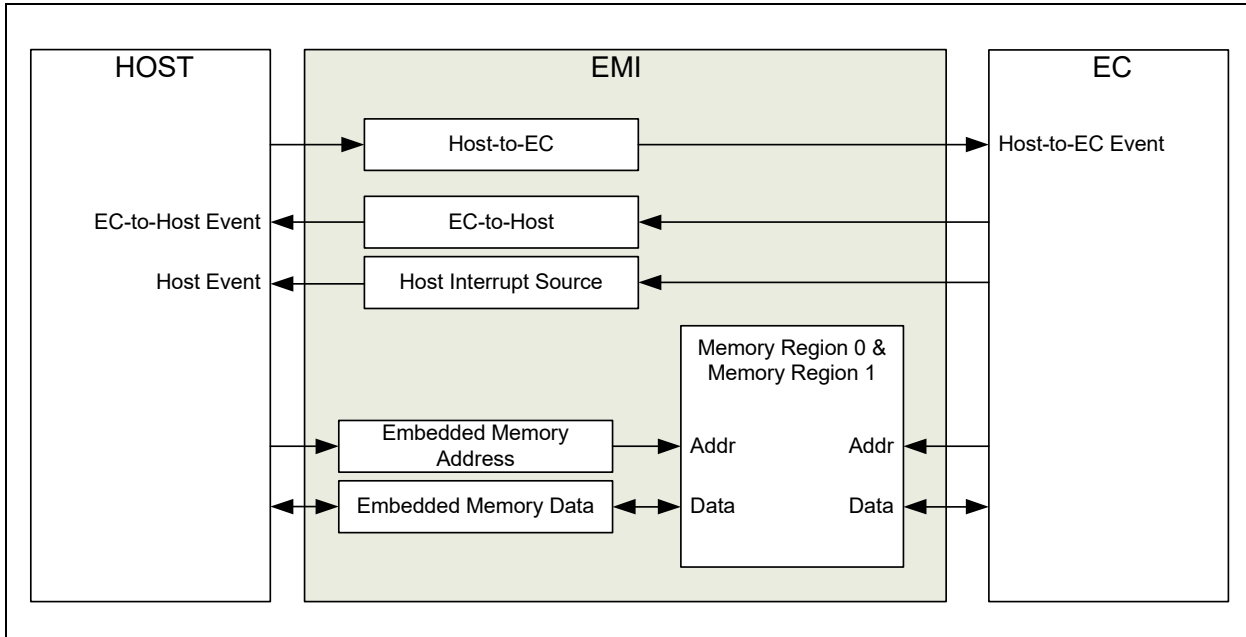 HOST
EMI
EC
Host-to-EC
Host-to-EC Event
EC-to-Host Event
EC-to-Host
Host Event
Host Interrupt Source
Memory Region 0 &
Memory Region 1
Embedded Memory
Address
Addr
Addr
Embedded Memory Data
Data
Data